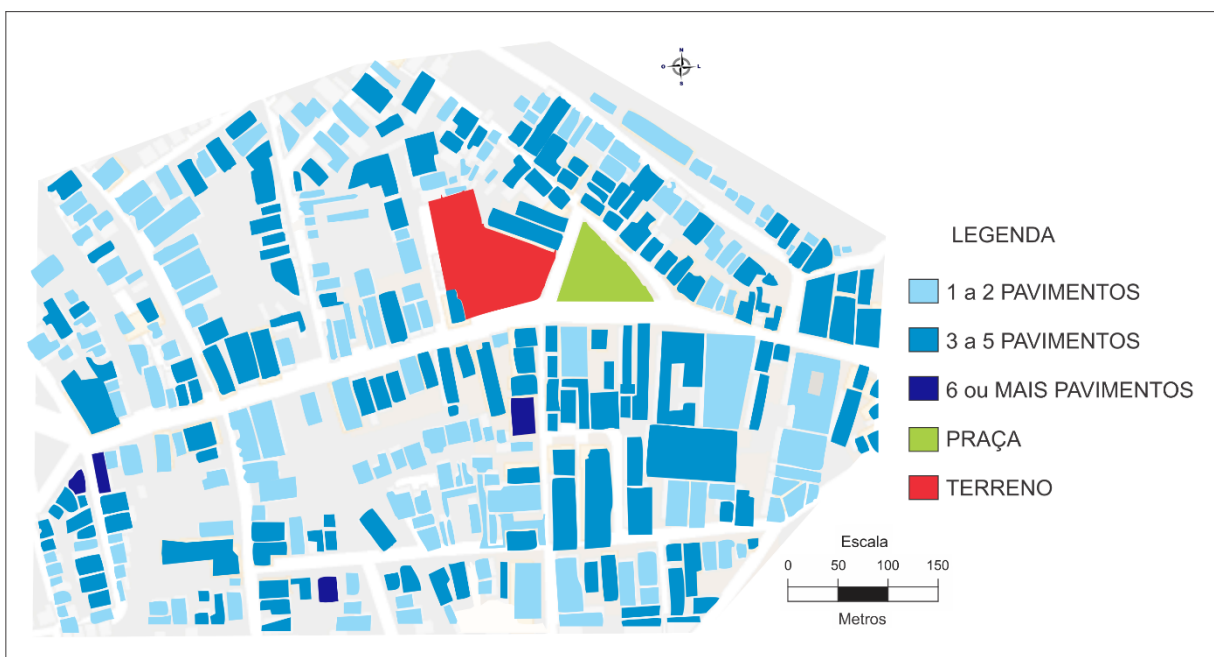 N
O L
S
LEGENDA
1 a 2 PAVIMENTOS
3 a 5 PAVIMENTOS
6 ou MAIS PAVIMENTOS
PRAÇA
TERRENO
Escala
0 50 100 150
Metros